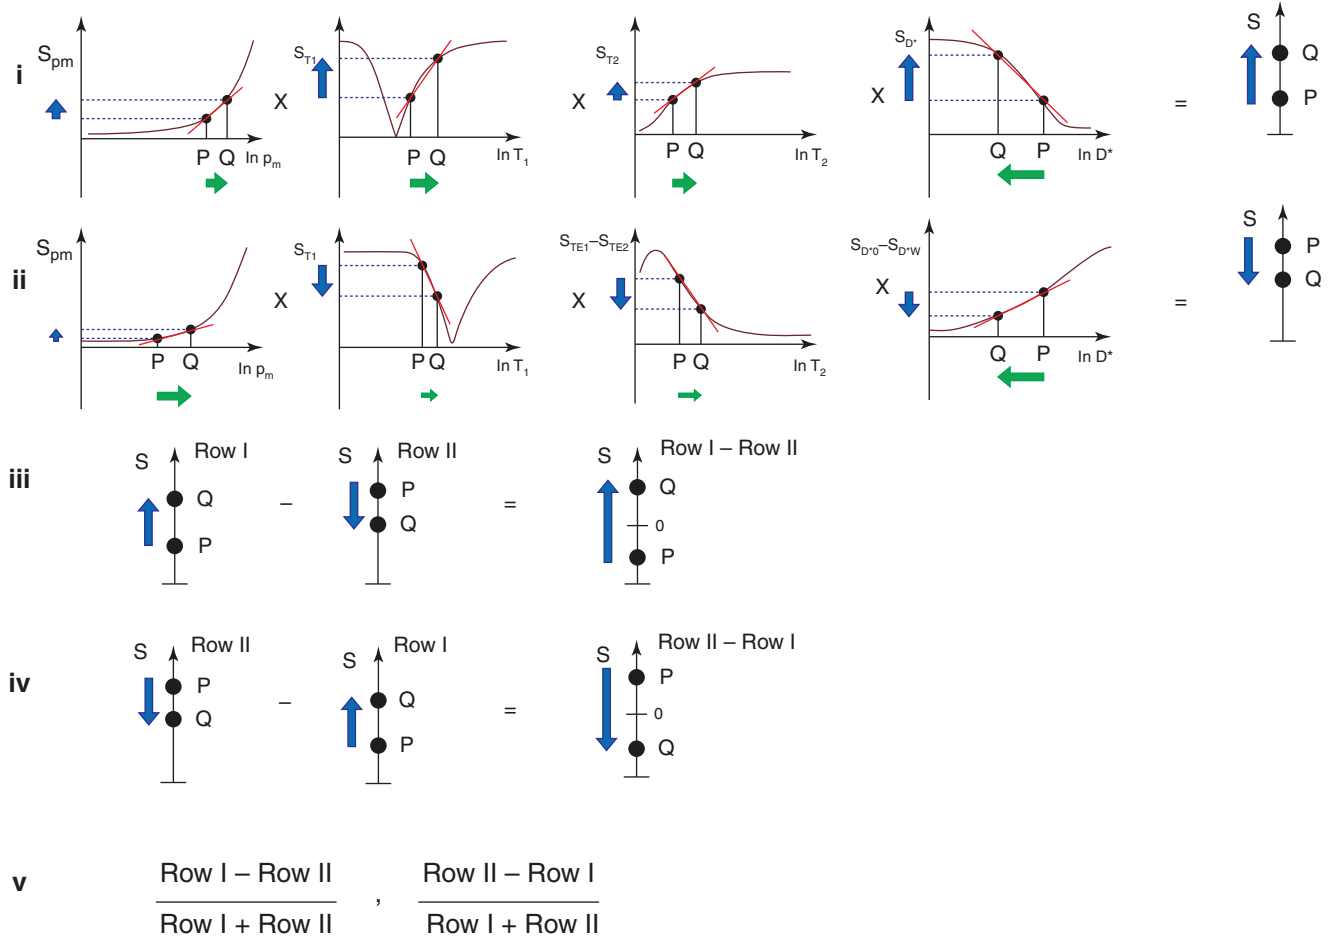 i
S_pm
P Q
ln p_m
X
S_T1
P Q
ln T_1
X
S_T2
P Q
ln T_2
X
S_D*
Q P
ln D*
=
S
Q
P
ii
S_pm
P Q
ln p_m
X
S_T1
P Q
ln T_1
X
S_TE1–S_TE2
P Q
ln T_2
X
S_D*0–S_D*W
Q P
ln D*
=
S
P
Q
iii
S Row I
Q
P
–
S Row II
P
Q
=
S Row I – Row II
Q
0
P
iv
S Row II
P
Q
–
S Row I
Q
P
=
S Row II – Row I
P
0
Q
v
Row I – Row II
Row I + Row II
,
Row II – Row I
Row I + Row II